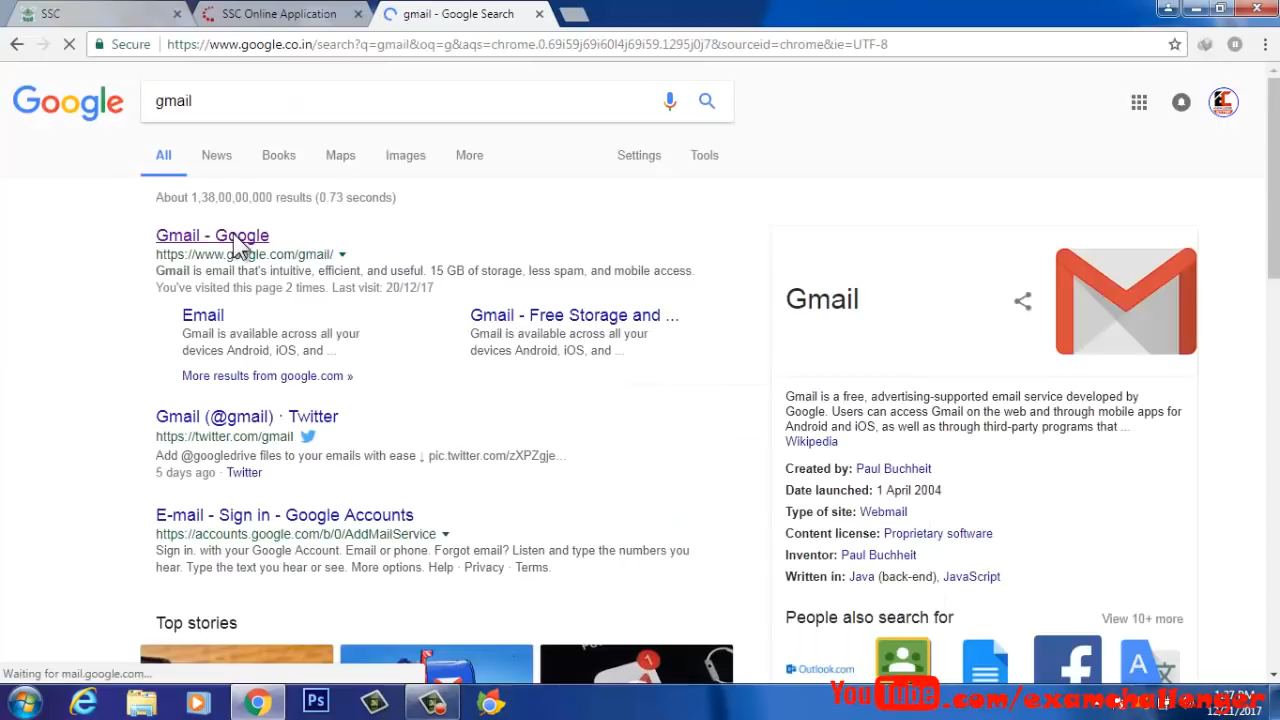 SSC
SSC Online Application
gmail - Google Search
Secure
https://www.google.co.in/search?q=gmail&oq=g&aqs=chrome.0.69i59j69i60l4j69i59.1295j0j7&sourceid=chrome&ie=UTF-8
Google
gmail
All News Books Maps Images More Settings Tools
About 1,38,00,00,000 results (0.73 seconds)
Gmail - Google
https://www.google.com/gmail/
Gmail is email that's intuitive, efficient, and useful. 15 GB of storage, less spam, and mobile access.
You've visited this page 2 times. Last visit: 20/12/17
Email
Gmail is available across all your
devices Android, iOS, and ...
Gmail - Free Storage and ...
Gmail is available across all your
devices Android, iOS, and ...
More results from google.com »
Gmail (@gmail) · Twitter
https://twitter.com/gmail
Add @googledrive files to your emails with ease ↓ pic.twitter.com/zXPZgje...
5 days ago · Twitter
E-mail - Sign in - Google Accounts
https://accounts.google.com/b/0/AddMailService
Sign in. with your Google Account. Email or phone. Forgot email? Listen and type the numbers you
hear. Type the text you hear or see. More options. Help · Privacy · Terms.
Top stories
Gmail
Gmail is a free, advertising-supported email service developed by
Google. Users can access Gmail on the web and through mobile apps for
Android and iOS, as well as through third-party programs that ...
Wikipedia
Created by: Paul Buchheit
Date launched: 1 April 2004
Type of site: Webmail
Content license: Proprietary software
Inventor: Paul Buchheit
Written in: Java (back-end), JavaScript
People also search for
View 10+ more
Outlook.com
Waiting for mail.google.com...
Ps
YouTube.com/examchallenger
1:37 PM
12/21/2017